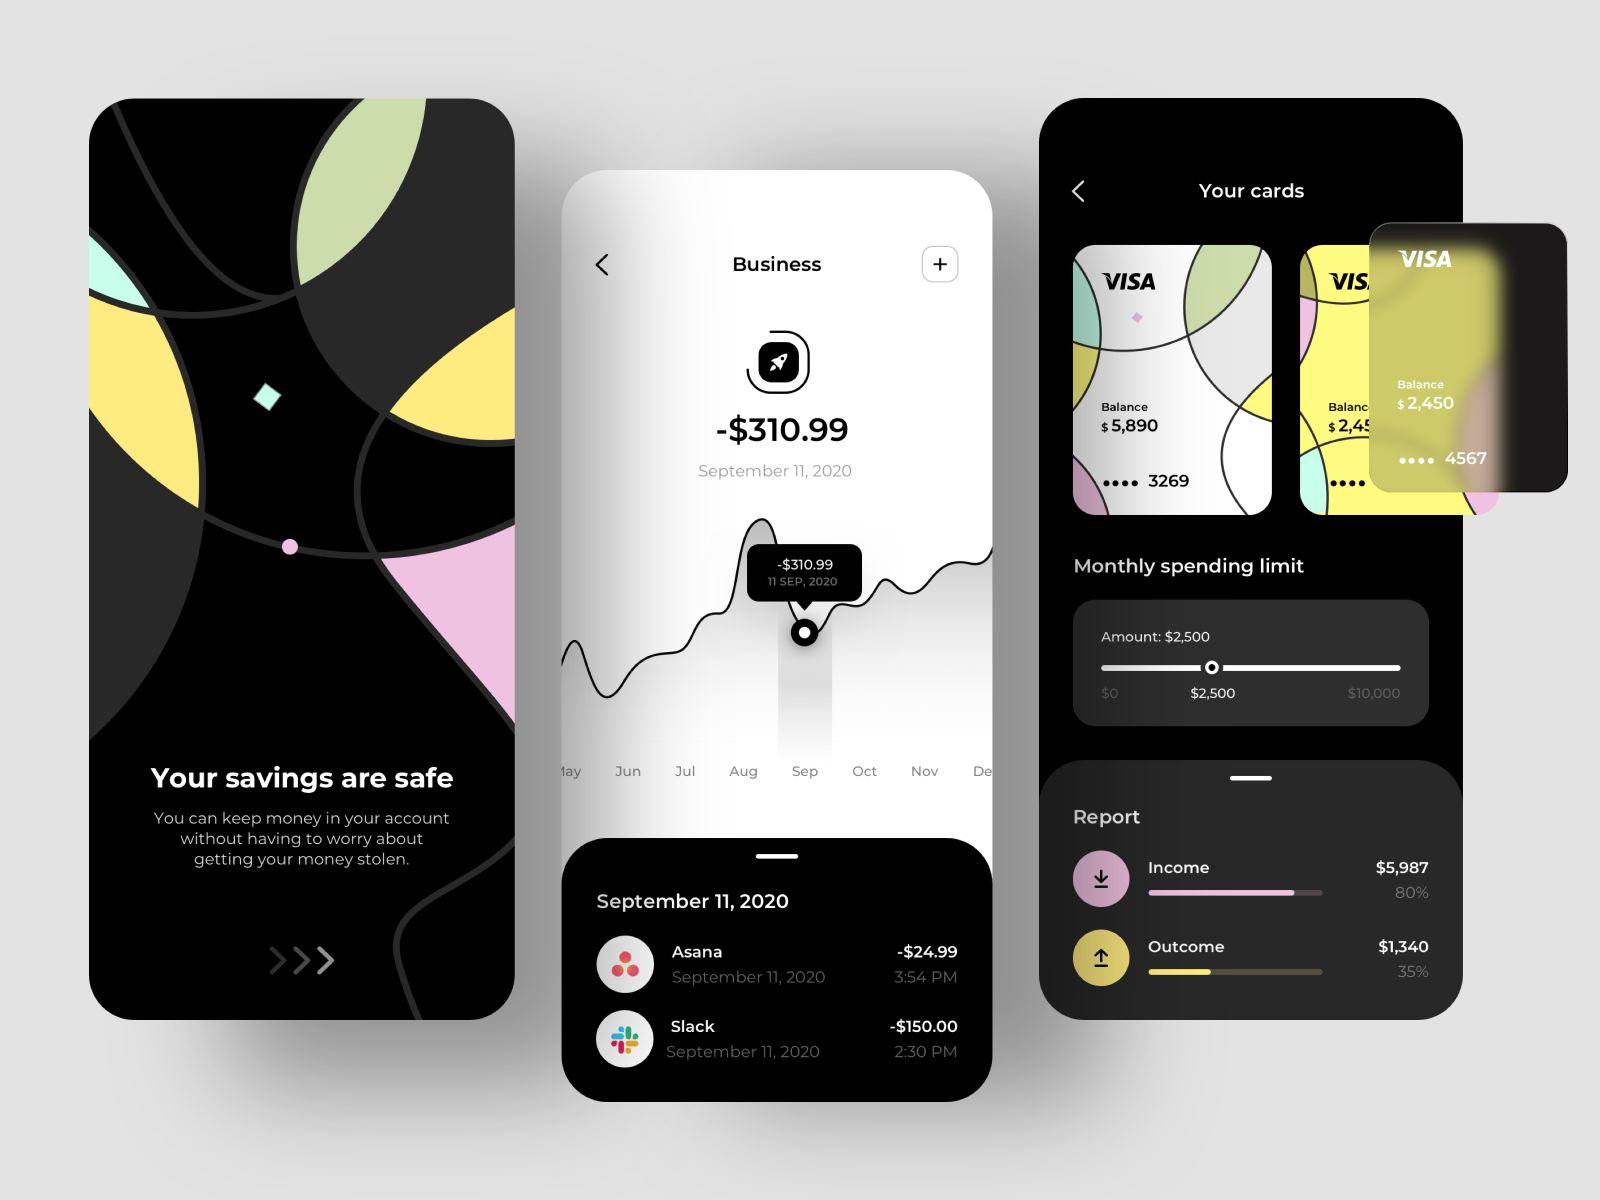 Your savings are safe
You can keep money in your account
without having to worry about
getting your money stolen.
Business
-$310.99
September 11, 2020
-$310.99
11 SEP, 2020
May Jun Jul Aug Sep Oct Nov De
September 11, 2020
Asana -$24.99
September 11, 2020 3:54 PM
Slack -$150.00
September 11, 2020 2:30 PM
Your cards
VISA
Balance
$ 5,890
•••• 3269
VISA
Balanc
$ 2,45
••••
VISA
Balance
$ 2,450
•••• 4567
Monthly spending limit
Amount: $2,500
$0 $2,500 $10,000
Report
Income $5,987
80%
Outcome $1,340
35%